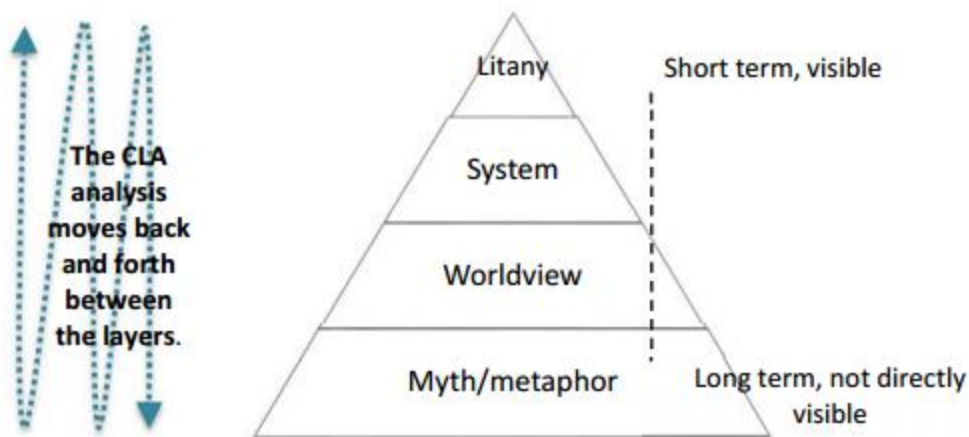 Litany
Short term, visible
The CLA
analysis
moves back
and forth
between
the layers.
System
Worldview
Myth/metaphor
Long term, not directly
visible